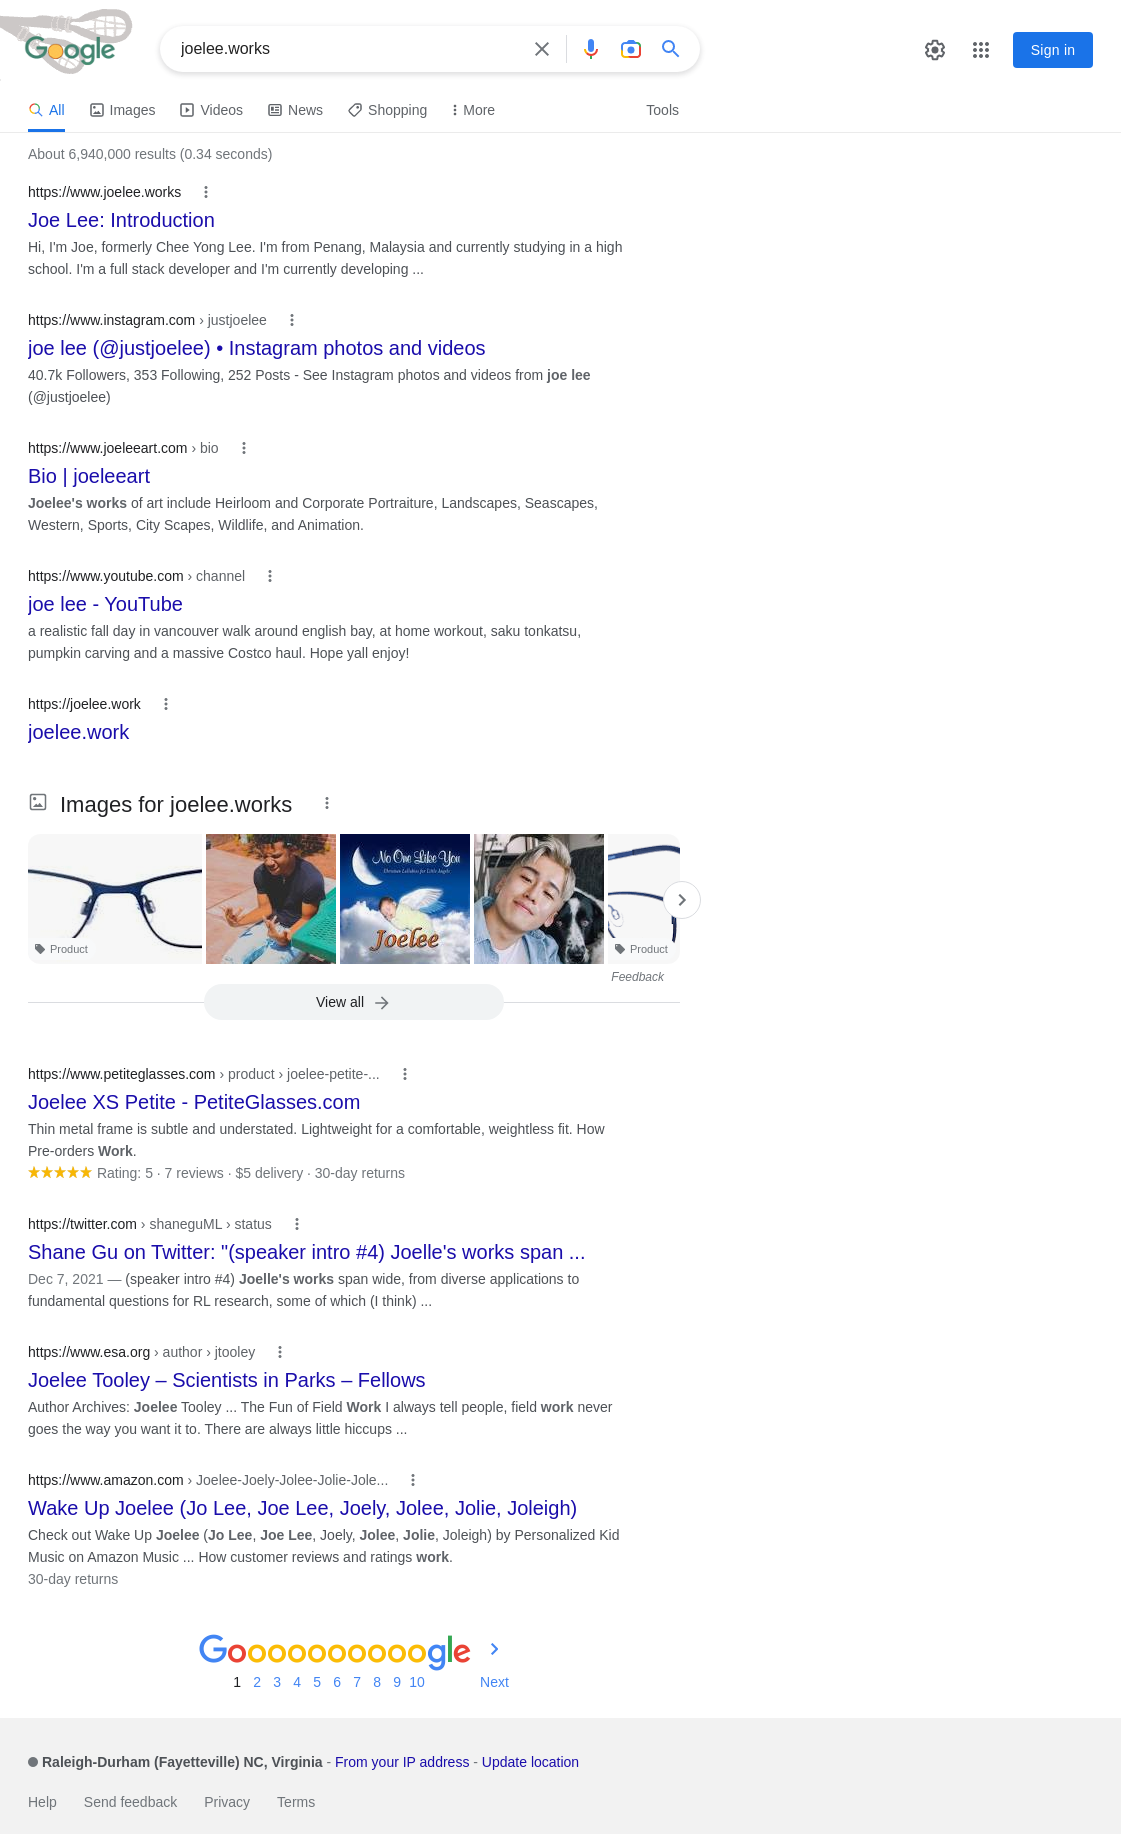 Google
joelee.works
Sign in
All Images Videos News Shopping More Tools
About 6,940,000 results (0.34 seconds)
https://www.joelee.works
Joe Lee: Introduction
Hi, I'm Joe, formerly Chee Yong Lee. I'm from Penang, Malaysia and currently studying in a high
school. I'm a full stack developer and I'm currently developing ...
https://www.instagram.com › justjoelee
joe lee (@justjoelee) • Instagram photos and videos
40.7k Followers, 353 Following, 252 Posts - See Instagram photos and videos from joe lee
(@justjoelee)
https://www.joeleeart.com › bio
Bio | joeleeart
Joelee's works of art include Heirloom and Corporate Portraiture, Landscapes, Seascapes,
Western, Sports, City Scapes, Wildlife, and Animation.
https://www.youtube.com › channel
joe lee - YouTube
a realistic fall day in vancouver walk around english bay, at home workout, saku tonkatsu,
pumpkin carving and a massive Costco haul. Hope yall enjoy!
https://joelee.work
joelee.work
Images for joelee.works
No One Like You
Christian Lullabies for Little Angels
Joelee
Product
Product
Feedback
View all
https://www.petiteglasses.com › product › joelee-petite-...
Joelee XS Petite - PetiteGlasses.com
Thin metal frame is subtle and understated. Lightweight for a comfortable, weightless fit. How
Pre-orders Work.
Rating: 5 · 7 reviews · $5 delivery · 30-day returns
https://twitter.com › shaneguML › status
Shane Gu on Twitter: "(speaker intro #4) Joelle's works span ...
Dec 7, 2021 — (speaker intro #4) Joelle's works span wide, from diverse applications to
fundamental questions for RL research, some of which (I think) ...
https://www.esa.org › author › jtooley
Joelee Tooley – Scientists in Parks – Fellows
Author Archives: Joelee Tooley ... The Fun of Field Work I always tell people, field work never
goes the way you want it to. There are always little hiccups ...
https://www.amazon.com › Joelee-Joely-Jolee-Jolie-Jole...
Wake Up Joelee (Jo Lee, Joe Lee, Joely, Jolee, Jolie, Joleigh)
Check out Wake Up Joelee (Jo Lee, Joe Lee, Joely, Jolee, Jolie, Joleigh) by Personalized Kid
Music on Amazon Music ... How customer reviews and ratings work.
30-day returns
Goooooooooogle
1 2 3 4 5 6 7 8 9 10 Next
Raleigh-Durham (Fayetteville) NC, Virginia - From your IP address - Update location
Help Send feedback Privacy Terms